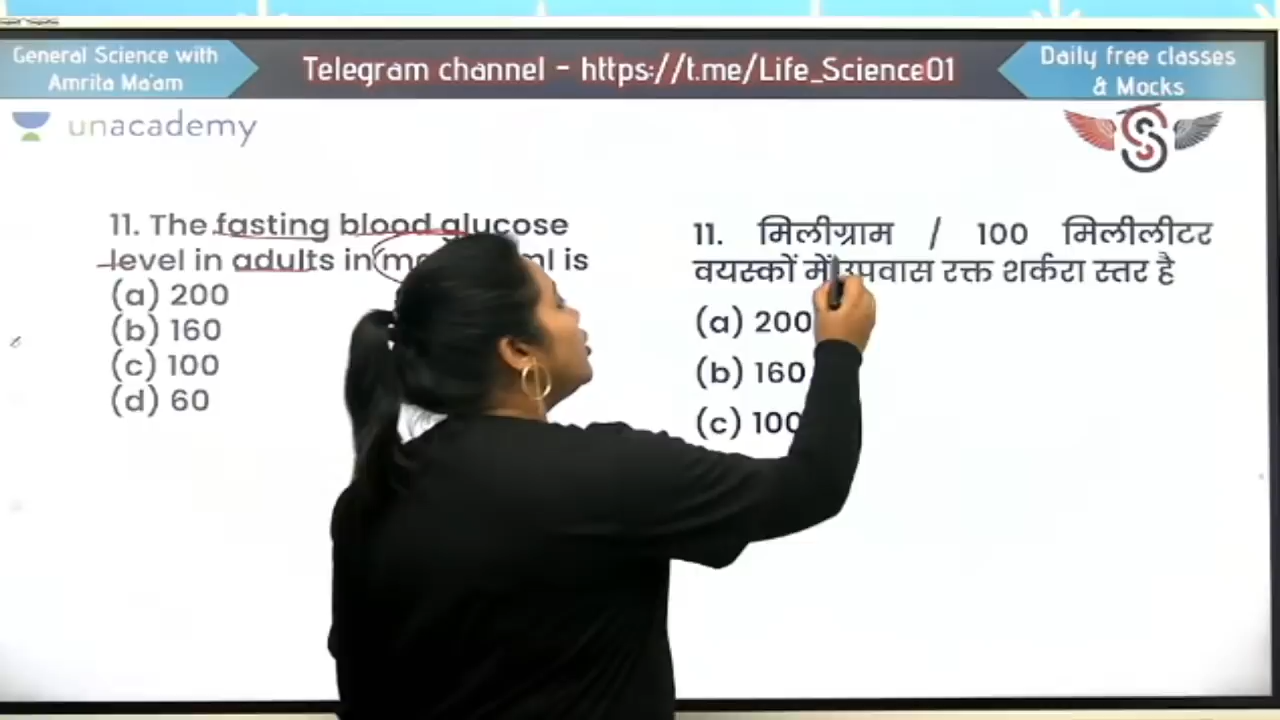 General Science with
Amrita Ma'am
Telegram channel - https://t.me/Life_Science01
Daily free classes
& Mocks
unacademy
11. The fasting blood glucose
level in adults in is
(a) 200
(b) 160
(c) 100
(d) 60
11. मिलीग्राम / 100 मिलीलीटर
वयस्कों में उपवास रक्त शर्करा स्तर है
(a) 200
(b) 160
(c) 100